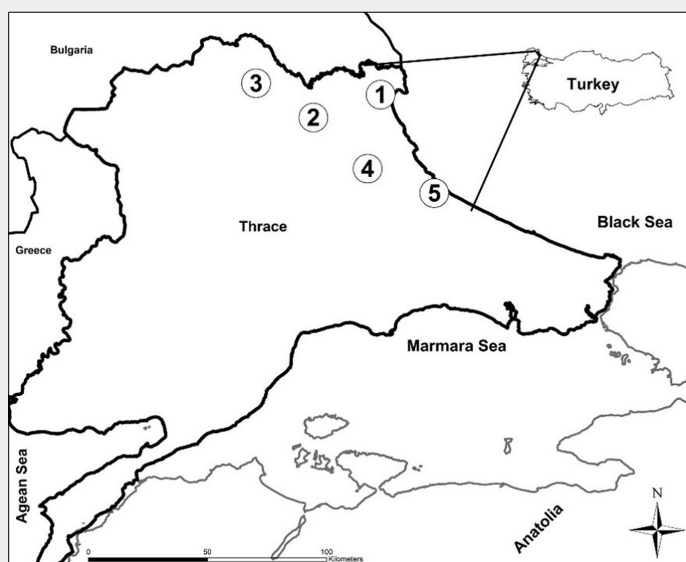 Bulgaria
Turkey
3
1
2
4
5
Black Sea
Thrace
Greece
Marmara Sea
Agean Sea
Anatolia
N
0 50 100
Kilometers